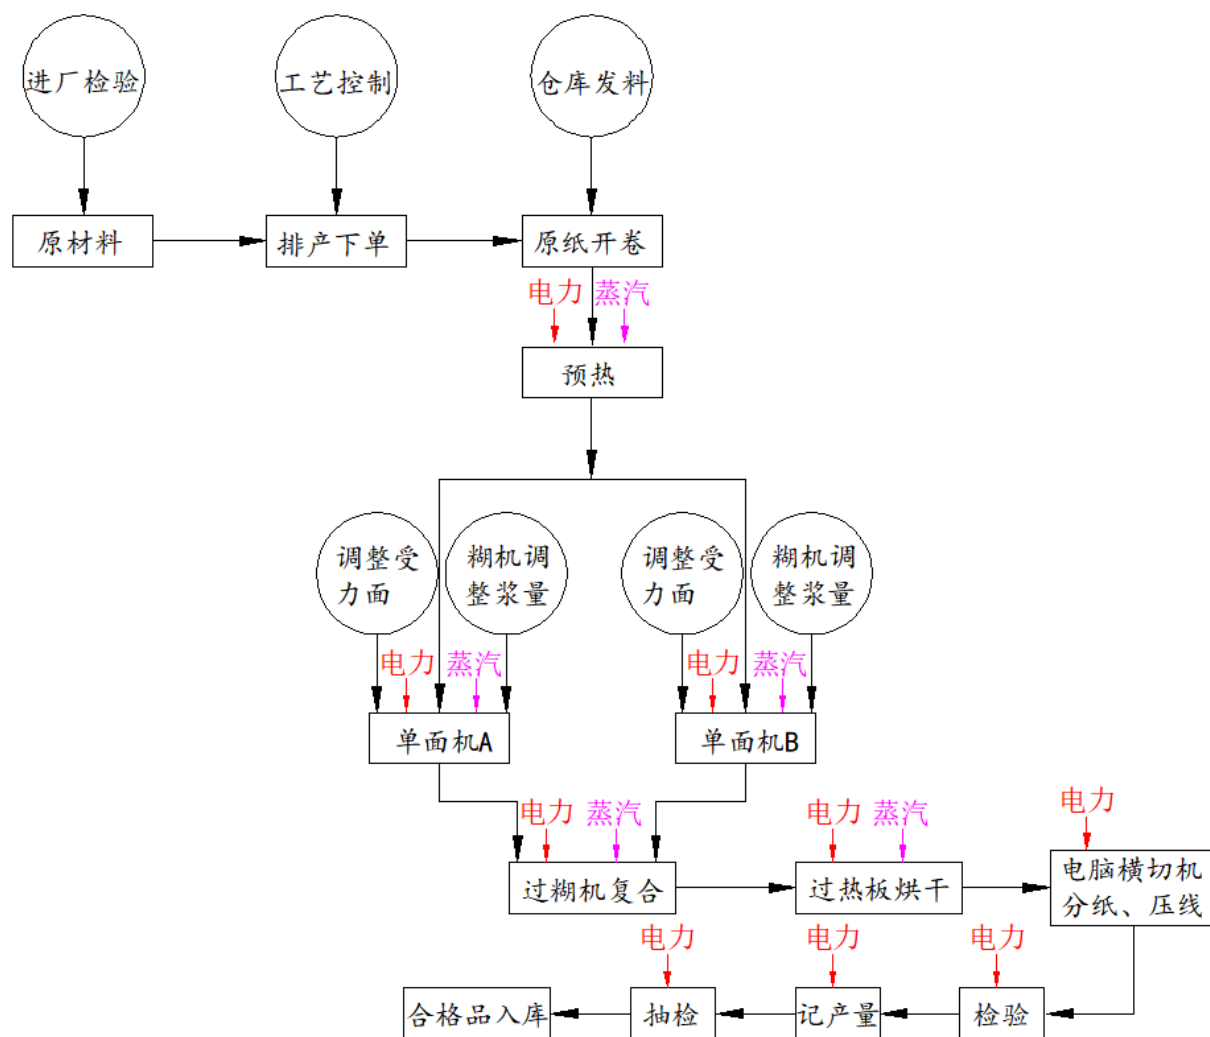 进厂检验
工艺控制
仓库发料
原材料
排产下单
原纸开卷
电力
蒸汽
预热
调整受
力面
糊机调
整浆量
调整受
力面
糊机调
整浆量
电力
蒸汽
电力
蒸汽
单面机A
单面机B
电力
蒸汽
电力
蒸汽
电力
过糊机复合
过热板烘干
电脑横切机
分纸、压线
电力
电力
电力
合格品入库
抽检
记产量
检验